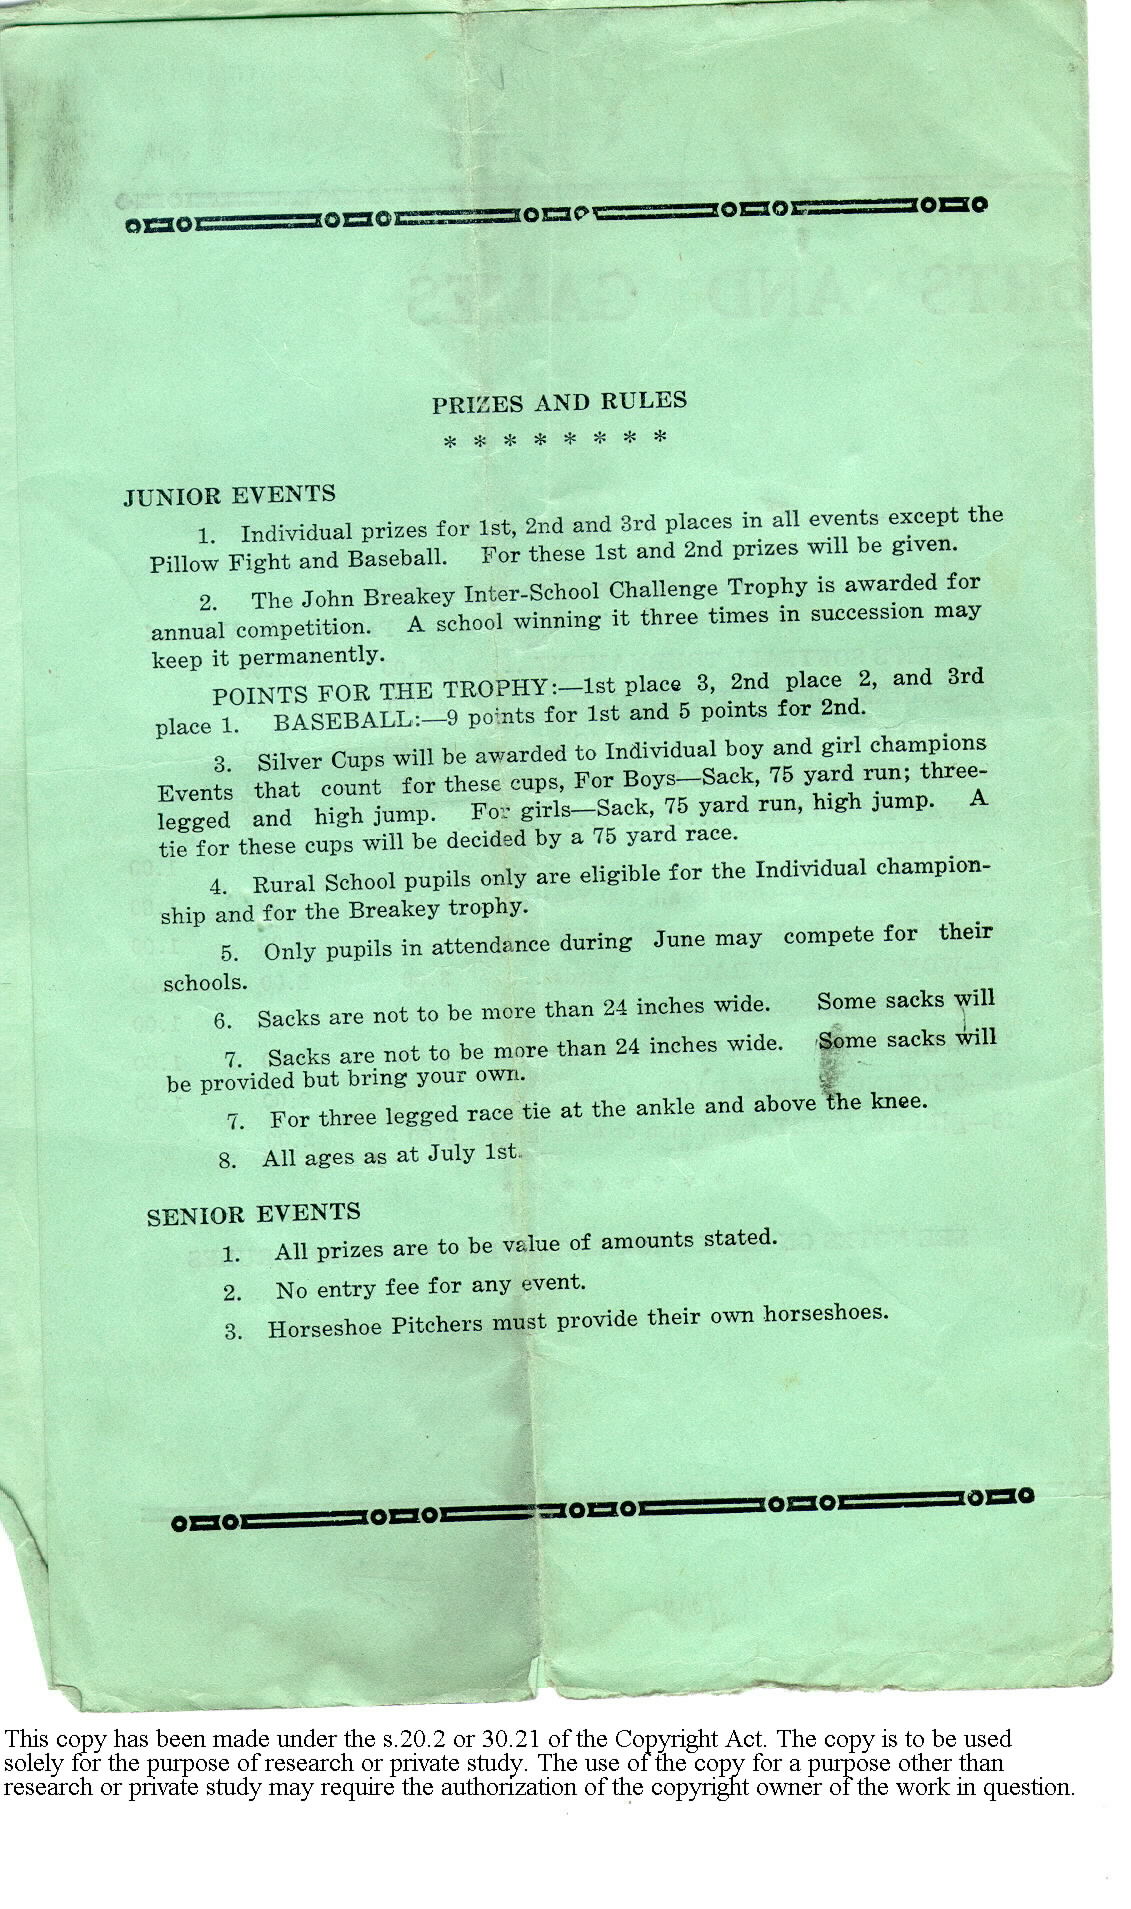 PRIZES AND RULES
* * * * * * * *
JUNIOR EVENTS
1. Individual prizes for 1st, 2nd and 3rd places in all events except the
Pillow Fight and Baseball. For these 1st and 2nd prizes will be given.
2. The John Breakey Inter-School Challenge Trophy is awarded for
annual competition. A school winning it three times in succession may
keep it permanently.
POINTS FOR THE TROPHY:—1st place 3, 2nd place 2, and 3rd
place 1. BASEBALL:—9 points for 1st and 5 points for 2nd.
3. Silver Cups will be awarded to Individual boy and girl champions
Events that count for these cups, For Boys—Sack, 75 yard run; three-
legged and high jump. For girls—Sack, 75 yard run, high jump. A
tie for these cups will be decided by a 75 yard race.
4. Rural School pupils only are eligible for the Individual champion-
ship and for the Breakey trophy.
5. Only pupils in attendance during June may compete for their
schools.
6. Sacks are not to be more than 24 inches wide. Some sacks will
7. Sacks are not to be more than 24 inches wide. Some sacks will
be provided but bring your own.
7. For three legged race tie at the ankle and above the knee.
8. All ages as at July 1st.
SENIOR EVENTS
1. All prizes are to be value of amounts stated.
2. No entry fee for any event.
3. Horseshoe Pitchers must provide their own horseshoes.
This copy has been made under the s.20.2 or 30.21 of the Copyright Act. The copy is to be used
solely for the purpose of research or private study. The use of the copy for a purpose other than
research or private study may require the authorization of the copyright owner of the work in question.